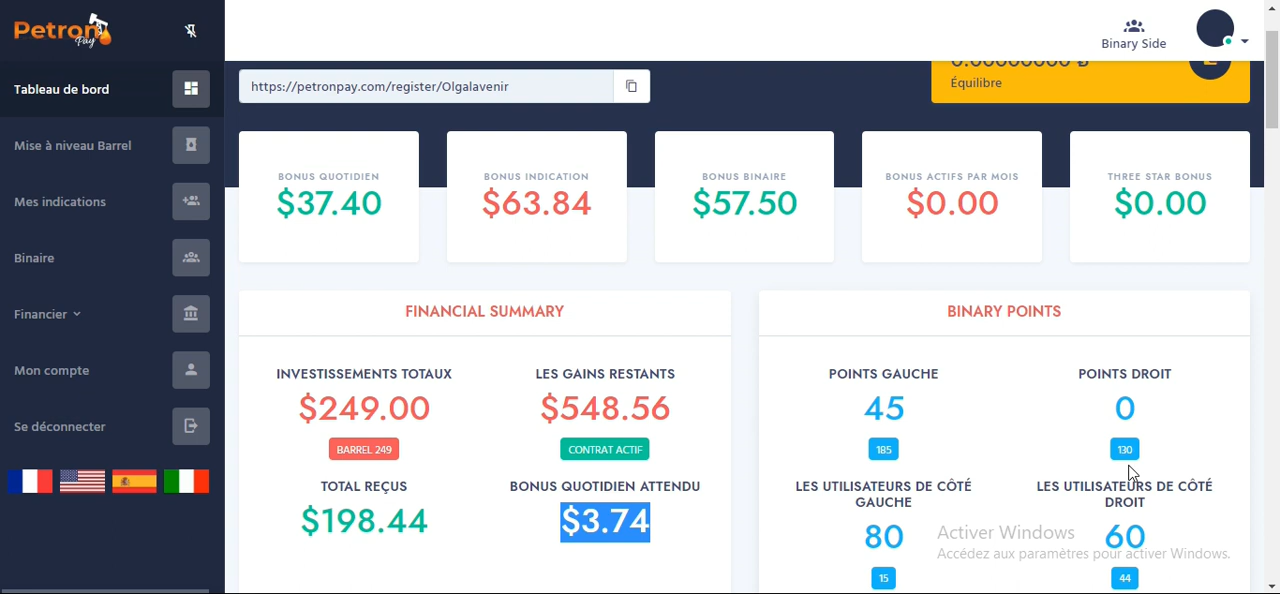 Petron
Pay
Binary Side
Tableau de bord
Mise à niveau Barrel
Mes indications
Binaire
Financier
Mon compte
Se déconnecter
https://petronpay.com/register/Olgalavenir
Équilibre
BONUS QUOTIDIEN
$37.40
BONUS INDICATION
$63.84
BONUS BINAIRE
$57.50
BONUS ACTIFS PAR MOIS
$0.00
THREE STAR BONUS
$0.00
FINANCIAL SUMMARY
INVESTISSEMENTS TOTAUX
$249.00
BARREL 249
LES GAINS RESTANTS
$548.56
CONTRAT ACTIF
TOTAL REÇUS
$198.44
BONUS QUOTIDIEN ATTENDU
$3.74
BINARY POINTS
POINTS GAUCHE
45
185
POINTS DROIT
0
130
LES UTILISATEURS DE CÔTÉ
GAUCHE
80
15
LES UTILISATEURS DE CÔTÉ
DROIT
60
44
Activer Windows
Accédez aux paramètres pour activer Windows.